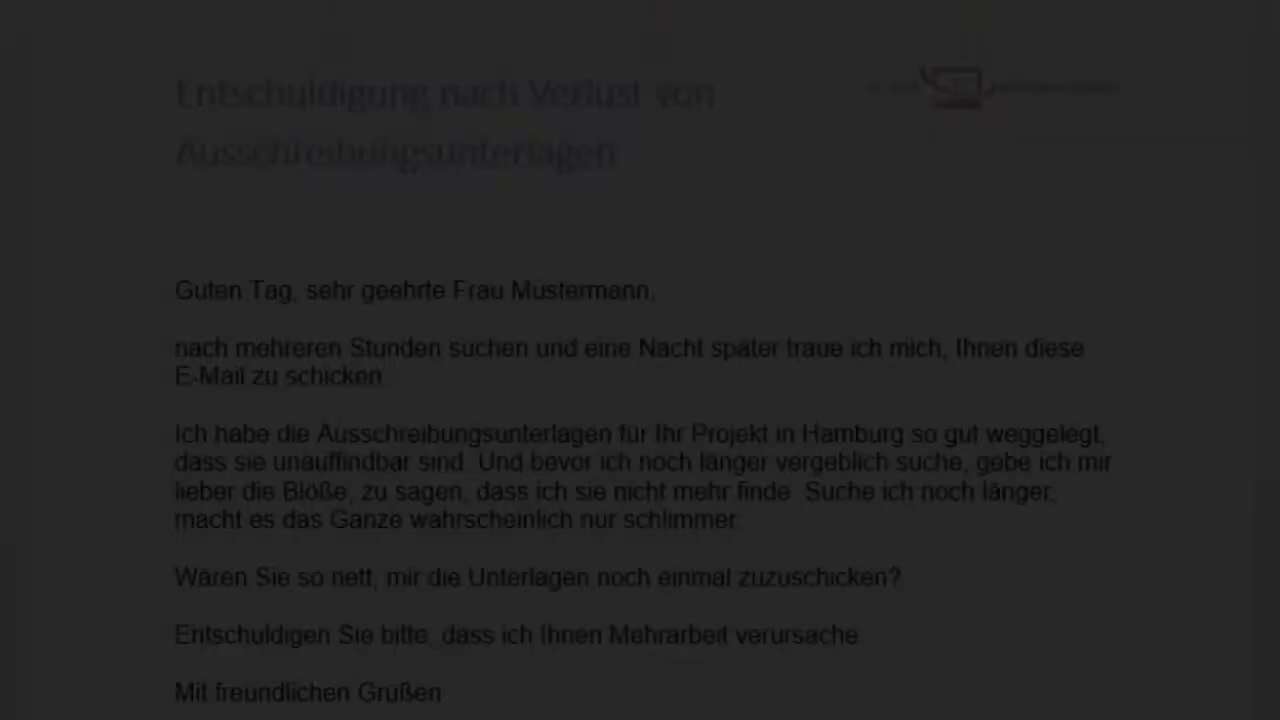 Entschuldigung nach Verlust von
Ausschreibungsunterlagen
Guten Tag, sehr geehrte Frau Mustermann,
nach mehreren Stunden suchen und eine Nacht später traue ich mich, Ihnen diese
E-Mail zu schicken.
Ich habe die Ausschreibungsunterlagen für Ihr Projekt in Hamburg so gut weggelegt,
dass sie unauffindbar sind. Und bevor ich noch länger vergeblich suche, gebe ich mir
lieber die Blöße, zu sagen, dass ich sie nicht mehr finde. Suche ich noch länger,
macht es das Ganze wahrscheinlich nur schlimmer.
Wären Sie so nett, mir die Unterlagen noch einmal zuzuschicken?
Entschuldigen Sie bitte, dass ich Ihnen Mehrarbeit verursache.
Mit freundlichen Grüßen